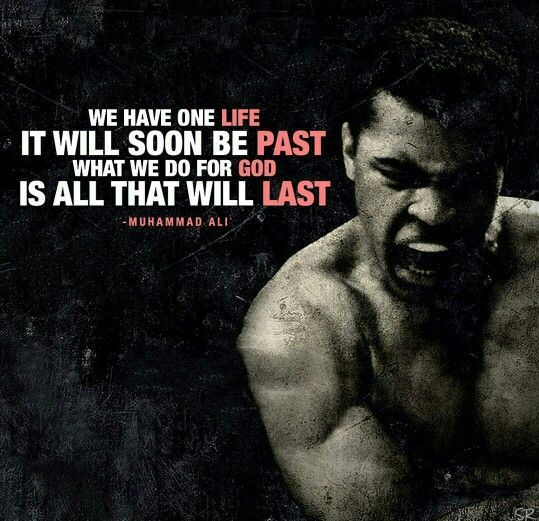 WE HAVE ONE LIFE
IT WILL SOON BE PAST
WHAT WE DO FOR GOD
IS ALL THAT WILL LAST
-MUHAMMAD ALI
SR